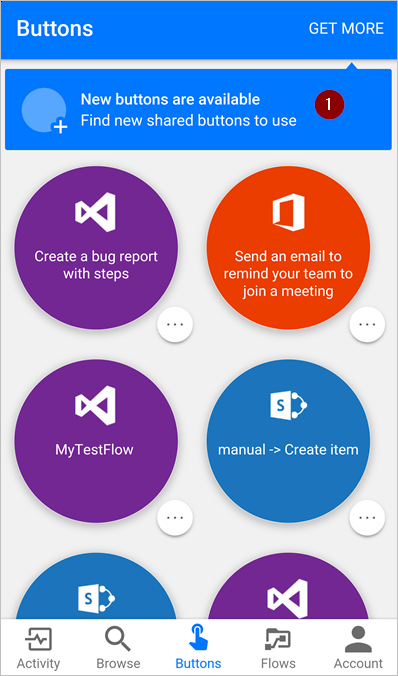 Buttons
GET MORE
New buttons are available
Find new shared buttons to use
1
Create a bug report
with steps
Send an email to
remind your team to
join a meeting
MyTestFlow
manual -> Create item
S
S
Activity
Browse
Buttons
Flows
Account